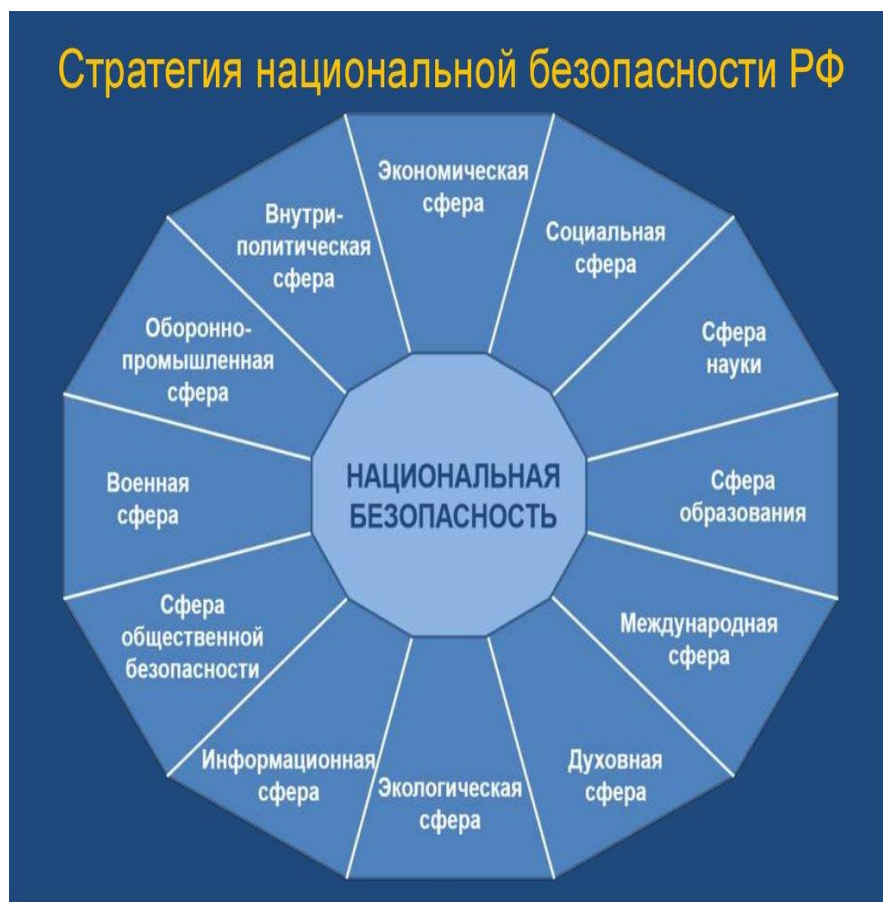 Стратегия национальной безопасности РФ
Экономическая
сфера
Социальная
сфера
Сфера
науки
Сфера
образования
Международная
сфера
Духовная
сфера
Экологическая
сфера
Информационная
сфера
Сфера
общественной
безопасности
Военная
сфера
Оборонно-
промышленная
сфера
Внутри-
политическая
сфера
НАЦИОНАЛЬНАЯ
БЕЗОПАСНОСТЬ